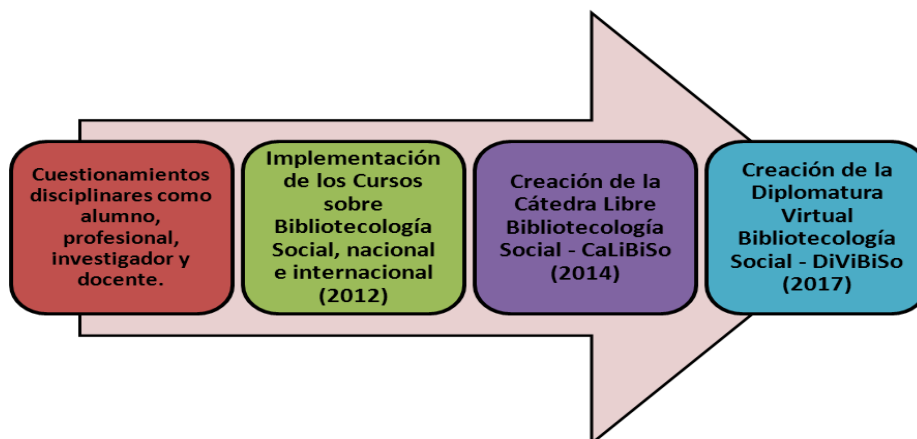 Cuestionamientos
disciplinares como
alumno,
profesional,
investigador y
docente.
Implementación
de los Cursos
sobre
Bibliotecología
Social, nacional
e internacional
(2012)
Creación de la
Cátedra Libre
Bibliotecología
Social - CaLiBiSo
(2014)
Creación de la
Diplomatura
Virtual
Bibliotecología
Social - DiViBiSo
(2017)